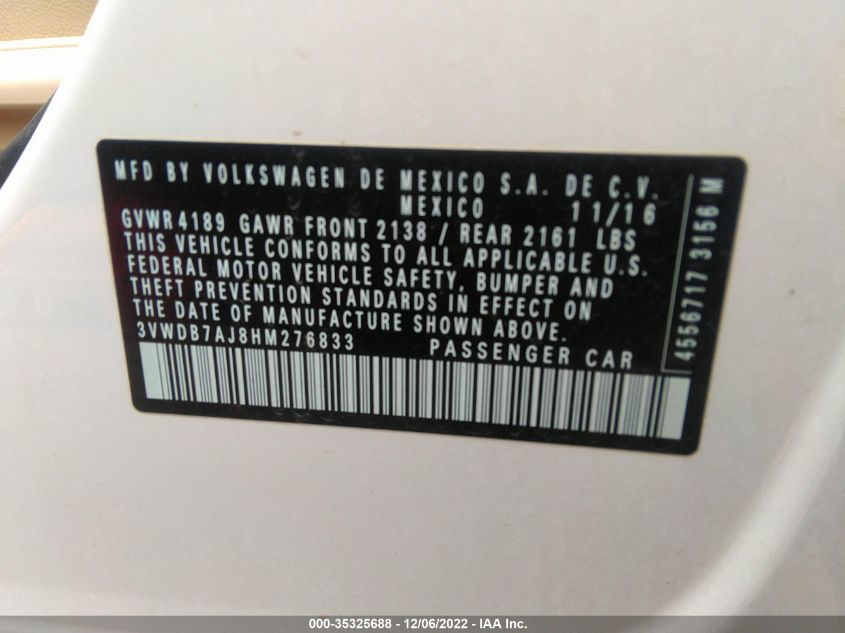 MFD BY VOLKSWAGEN DE MEXICO S.A. DE C.V.
MEXICO 11/16
GVWR 4189 GAWR FRONT 2138 / REAR 2161 LBS
THIS VEHICLE CONFORMS TO ALL APPLICABLE U.S.
FEDERAL MOTOR VEHICLE SAFETY, BUMPER AND
THEFT PREVENTION STANDARDS IN EFFECT ON
THE DATE OF MANUFACTURE SHOWN ABOVE.
3VWDB7AJ8HM276833 PASSENGER CAR
4556717 3156 M
000-35325688 - 12/06/2022 - IAA Inc.